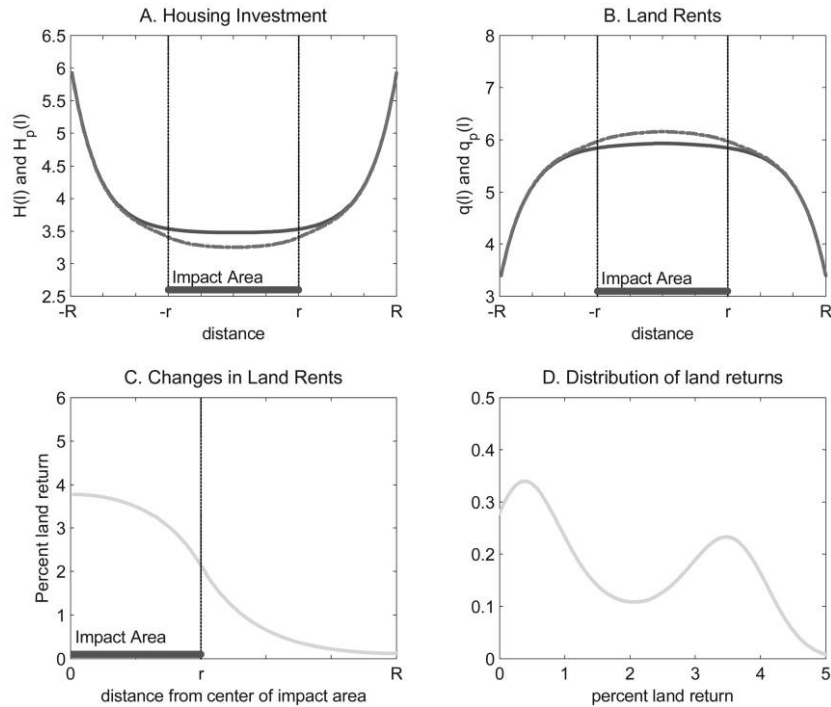 A. Housing Investment
H(l) and H_p(l)
6.5
6
5.5
5
4.5
4
3.5
3
2.5
Impact Area
-R -r r R
distance
B. Land Rents
q(l) and q_p(l)
8
7
6
5
4
3
Impact Area
-R -r r R
distance
C. Changes in Land Rents
Percent land return
6
5
4
3
2
1
0
Impact Area
0 r R
distance from center of impact area
D. Distribution of land returns
0.5
0.4
0.3
0.2
0.1
0
0 1 2 3 4 5
percent land return